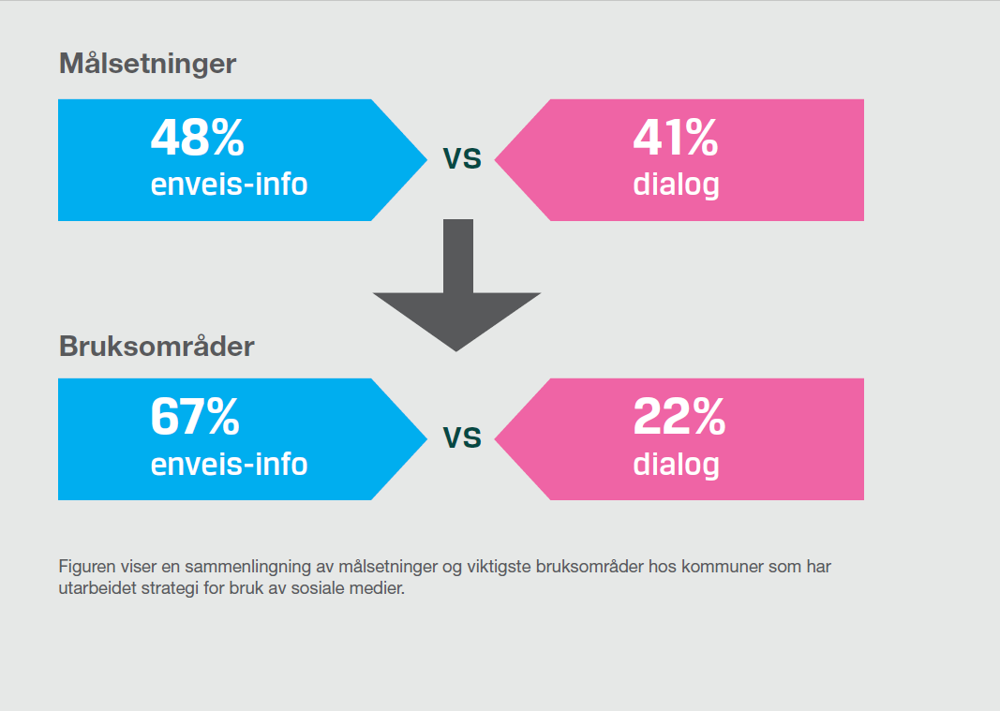 Målsetninger
48%
enveis-info
VS
41%
dialog
Bruksområder
67%
enveis-info
VS
22%
dialog
Figuren viser en sammenlingning av målsetninger og viktigste bruksområder hos kommuner som har
utarbeidet strategi for bruk av sosiale medier.